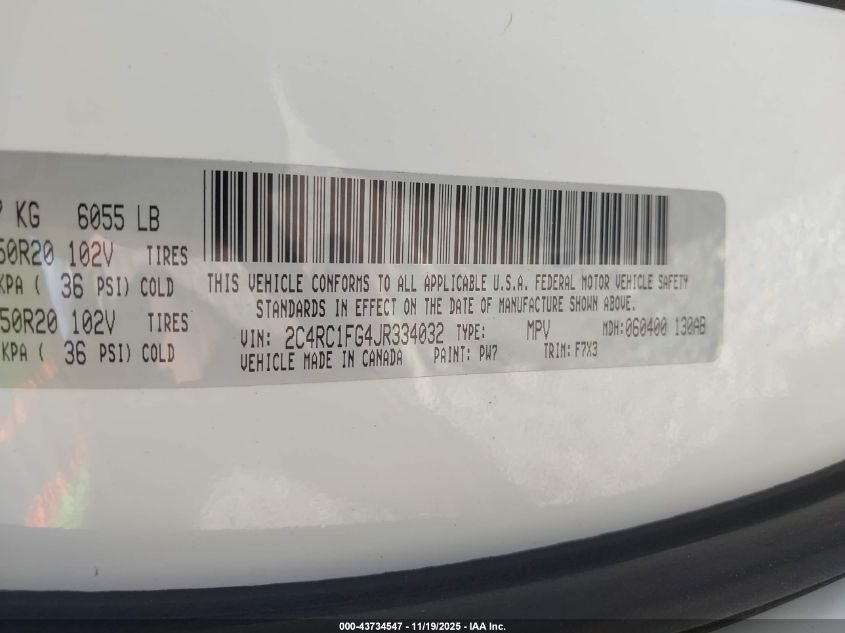 KG 6055 LB
50R20 102V TIRES
KPA ( 36 PSI) COLD
50R20 102V TIRES
KPA ( 36 PSI) COLD
THIS VEHICLE CONFORMS TO ALL APPLICABLE U.S.A. FEDERAL MOTOR VEHICLE SAFETY
STANDARDS IN EFFECT ON THE DATE OF MANUFACTURE SHOWN ABOVE.
VIN: 2C4RC1FG4JR334032 TYPE: MPV MDH:060400 130AB
VEHICLE MADE IN CANADA PAINT: PW7 TRIM: F7X3
000-43734547 - 11/19/2025 - IAA Inc.